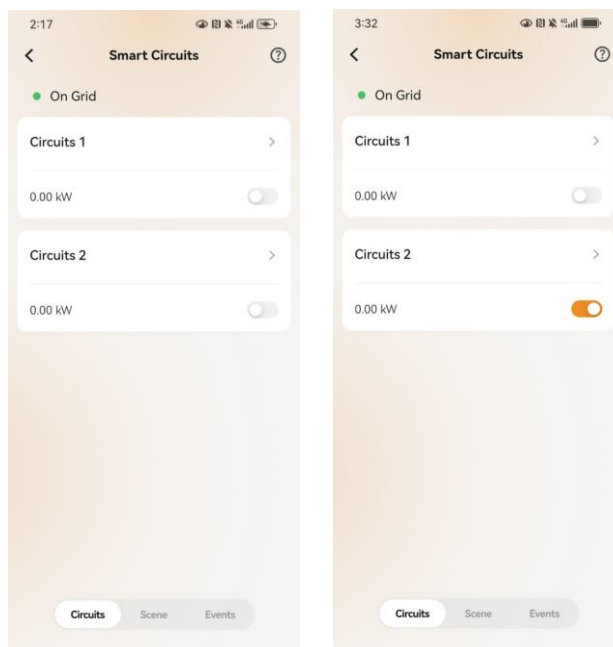 2:17
Smart Circuits
On Grid
Circuits 1
0.00 kW
Circuits 2
0.00 kW
Circuits Scene Events
3:32
Smart Circuits
On Grid
Circuits 1
0.00 kW
Circuits 2
0.00 kW
Circuits Scene Events